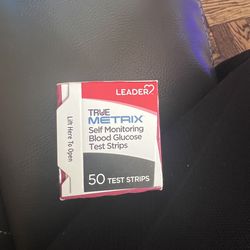 LEADER
TRUE
METRIX
Self Monitoring
Blood Glucose
Test Strips
50 TEST STRIPS
Lift Here To Open